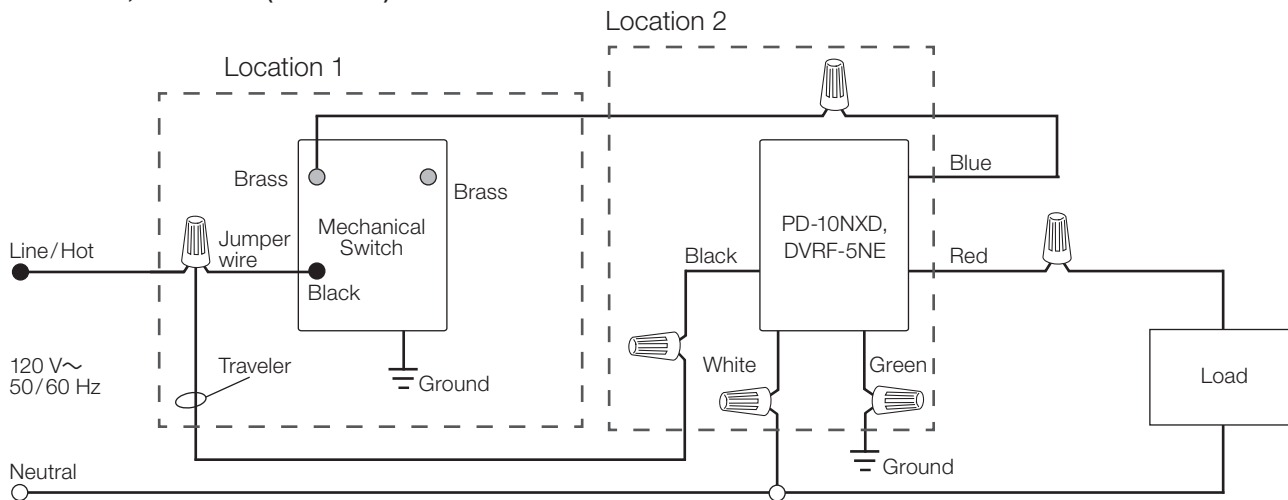 Location 2
Location 1
Brass
Brass
Blue
Mechanical
Switch
PD-10NXD,
DVRF-5NE
Line/Hot
Jumper
wire
Black
Black
Red
120 V~
50/60 Hz
Traveler
Ground
White
Green
Load
Ground
Neutral